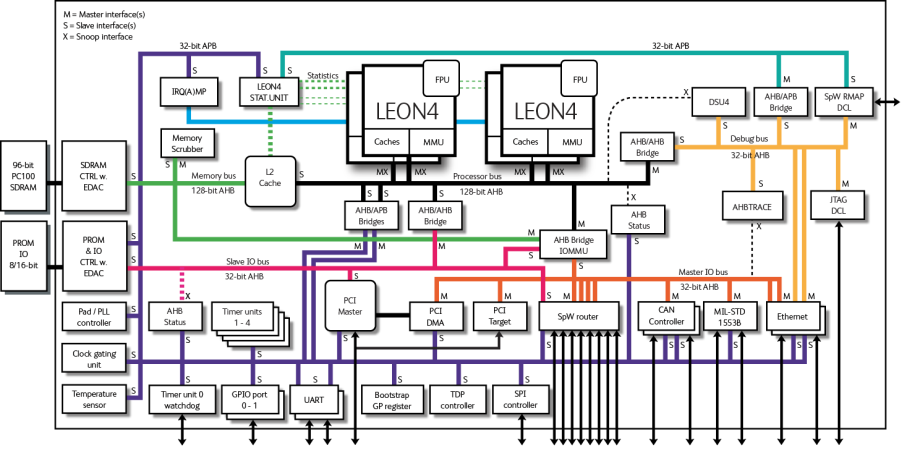 M = Master interface(s)
S = Slave interface(s)
X = Snoop interface
32-bit APB
32-bit APB
S
S
S
Statistics
M
S
IRQ(A)MP
LEON4
STAT.UNIT
FPU
LEON4
Caches
MMU
FPU
LEON4
Caches
MMU
X
DSU4
AHB/APB
Bridge
SpW RMAP
DCL
S
S
M
Memory
Scrubber
S
M
AHB/AHB
Bridge
S
M
Debug bus
32-bit AHB
96-bit
PC100
SDRAM
SDRAM
CTRL w.
EDAC
S
Memory bus
128-bit AHB
L2
Cache
S
MX
MX
Processor bus
128-bit AHB
S
S
S
X
S
M
AHB/APB
Bridges
AHB/AHB
Bridge
AHB
Status
S
AHBTRACE
X
JTAG
DCL
M
M
M
M
M
AHB Bridge
IOMMU
S
S
PROM
IO
8/16-bit
PROM
& IO
CTRL w.
EDAC
S
S
Slave IO bus
32-bit AHB
Master IO bus
32-bit AHB
X
S
M
M
S
M
M
M
M
M
Pad / PLL
controller
S
AHB
Status
S
Timer units
1 - 4
S
PCI
Master
S
PCI
DMA
S
PCI
Target
SpW router
S
CAN
Controller
S
S
MIL-STD
1553B
S
Ethernet
S
S
Clock gating
unit
S
Temperature
sensor
S
S
Timer unit 0
watchdog
S
GPIO port
0 - 1
S
UART
S
Bootstrap
GP register
S
TDP
controller
S
SPI
controller